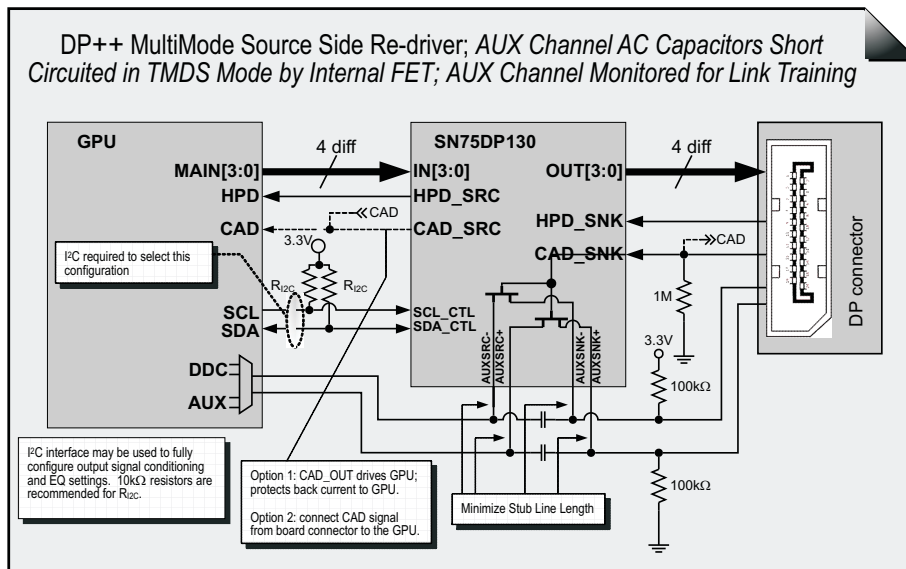 DP++ MultiMode Source Side Re-driver; AUX Channel AC Capacitors Short
Circuited in TMDS Mode by Internal FET; AUX Channel Monitored for Link Training
GPU
MAIN[3:0]
HPD
CAD
SCL
SDA
DDC
AUX
4 diff
<<CAD
3.3V
R_I2C
R_I2C
I²C required to select this
configuration
SN75DP130
IN[3:0]
OUT[3:0]
HPD_SRC
CAD_SRC
HPD_SNK
CAD_SNK
SCL_CTL
SDA_CTL
AUXSRC-
AUXSRC+
AUXSNK-
AUXSNK+
4 diff
>>CAD
1M
3.3V
100kΩ
100kΩ
DP connector
I²C interface may be used to fully
configure output signal conditioning
and EQ settings. 10kΩ resistors are
recommended for R_I2C.
Option 1: CAD_OUT drives GPU;
protects back current to GPU.
Option 2: connect CAD signal
from board connector to the GPU.
Minimize Stub Line Length